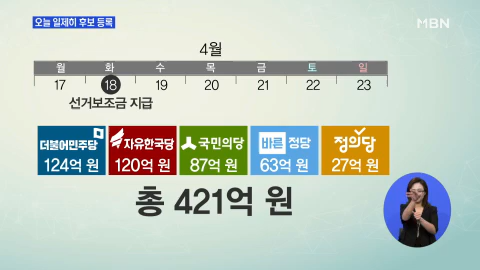 오늘 일제히 후보 등록
MBN
4월
월 화 수 목 금 토 일
17 18 19 20 21 22 23
선거보조금 지급
더불어민주당 자유한국당 국민의당 바른정당 정의당
124억 원 120억 원 87억 원 63억 원 27억 원
총 421억 원